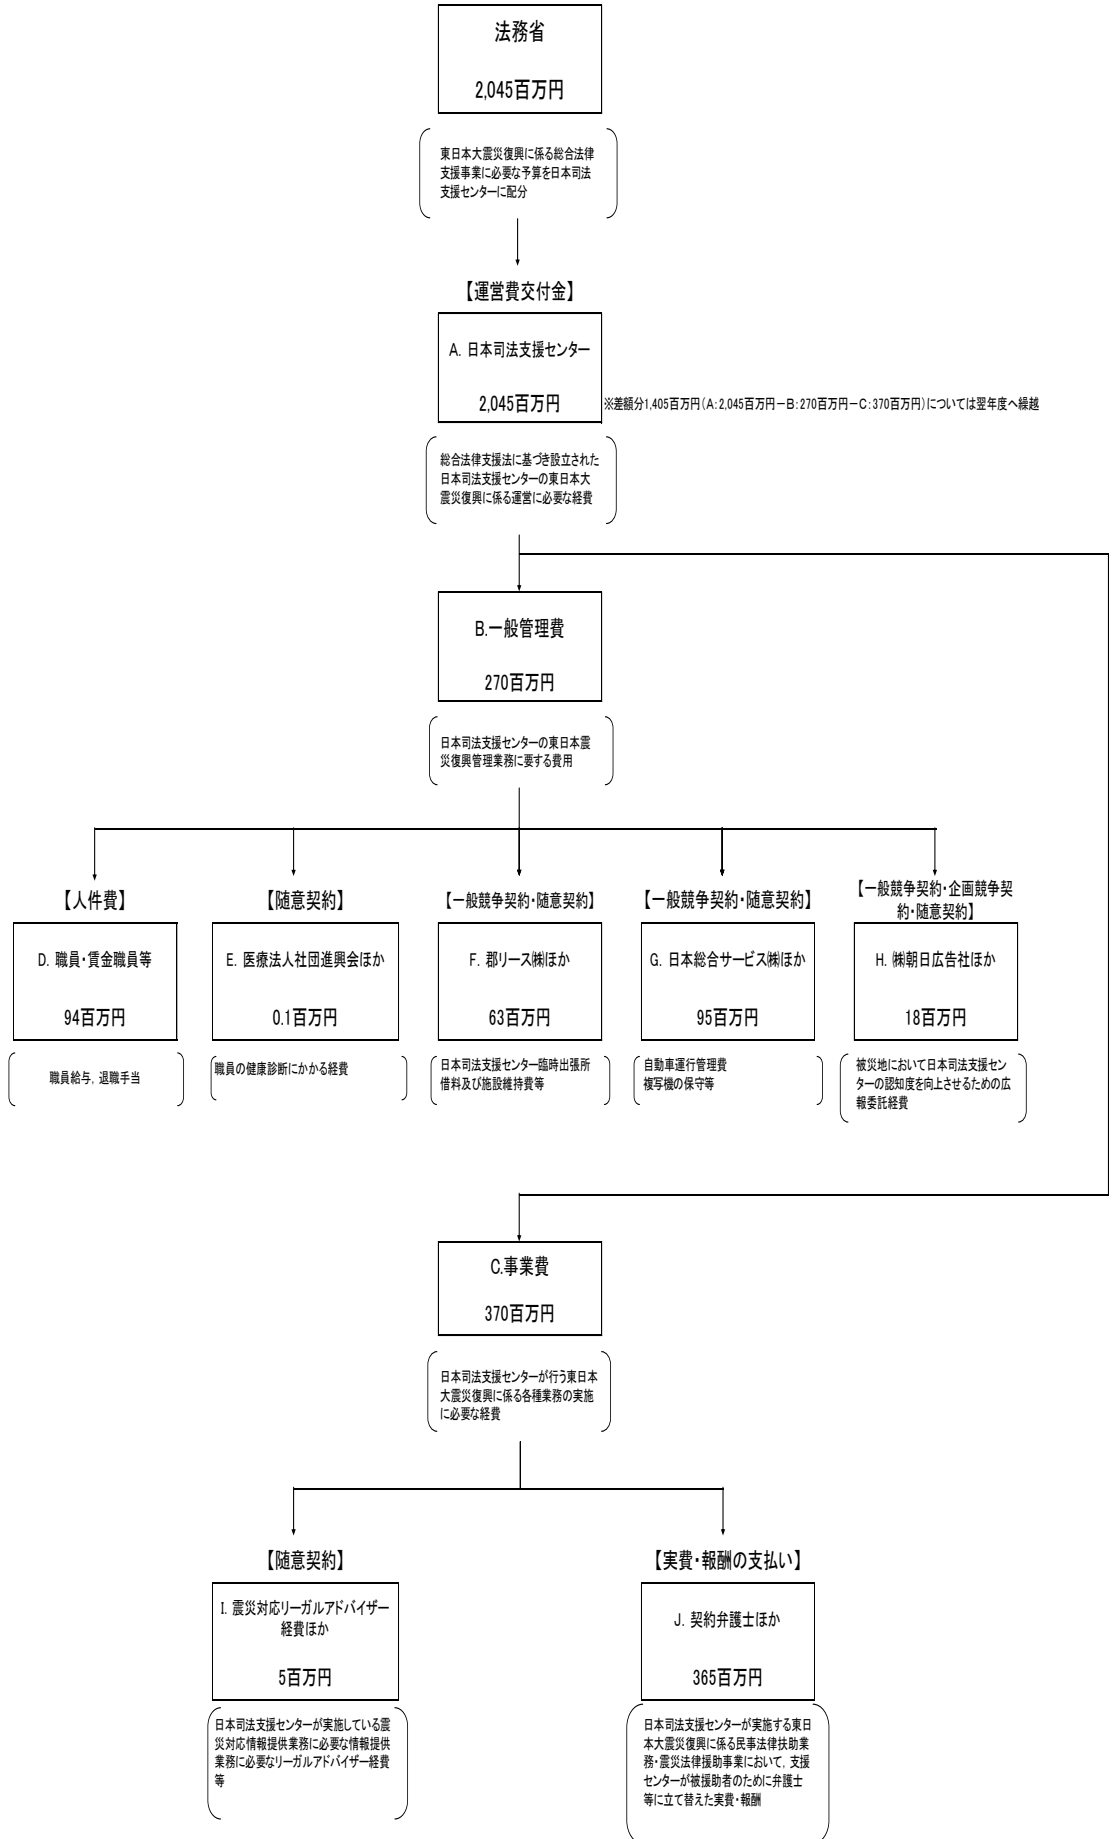 法務省
2,045百万円
東日本大震災復興に係る総合法律
支援事業に必要な予算を日本司法
支援センターに配分
【運営費交付金】
A. 日本司法支援センター
2,045百万円
※差額分1,405百万円（A：2,045百万円－B：270百万円－C：370百万円）については翌年度へ繰越
総合法律支援法に基づき設立された
日本司法支援センターの東日本大
震災復興に係る運営に必要な経費
B.一般管理費
270百万円
日本司法支援センターの東日本震
災復興管理業務に要する費用
【人件費】
D. 職員・賃金職員等
94百万円
職員給与，退職手当
【随意契約】
E. 医療法人社団進興会ほか
0.1百万円
職員の健康診断にかかる経費
【一般競争契約・随意契約】
F. 郡リース㈱ほか
63百万円
日本司法支援センター臨時出張所
借料及び施設維持費等
【一般競争契約・随意契約】
G. 日本総合サービス㈱ほか
95百万円
自動車運行管理費
複写機の保守等
【一般競争契約・企画競争契
約・随意契約】
H. ㈱朝日広告社ほか
18百万円
被災地において日本司法支援セン
ターの認知度を向上させるための広
報委託経費
C.事業費
370百万円
日本司法支援センターが行う東日本
大震災復興に係る各種業務の実施
に必要な経費
【随意契約】
I. 震災対応リーガルアドバイザー
経費ほか
5百万円
日本司法支援センターが実施している震
災対応情報提供業務に必要な情報提供
業務に必要なリーガルアドバイザー経費
等
【実費・報酬の支払い】
J. 契約弁護士ほか
365百万円
日本司法支援センターが実施する東日
本大震災復興に係る民事法律扶助業
務・震災法律援助事業において，支援
センターが被援助者のために弁護士
等に立て替えた実費・報酬